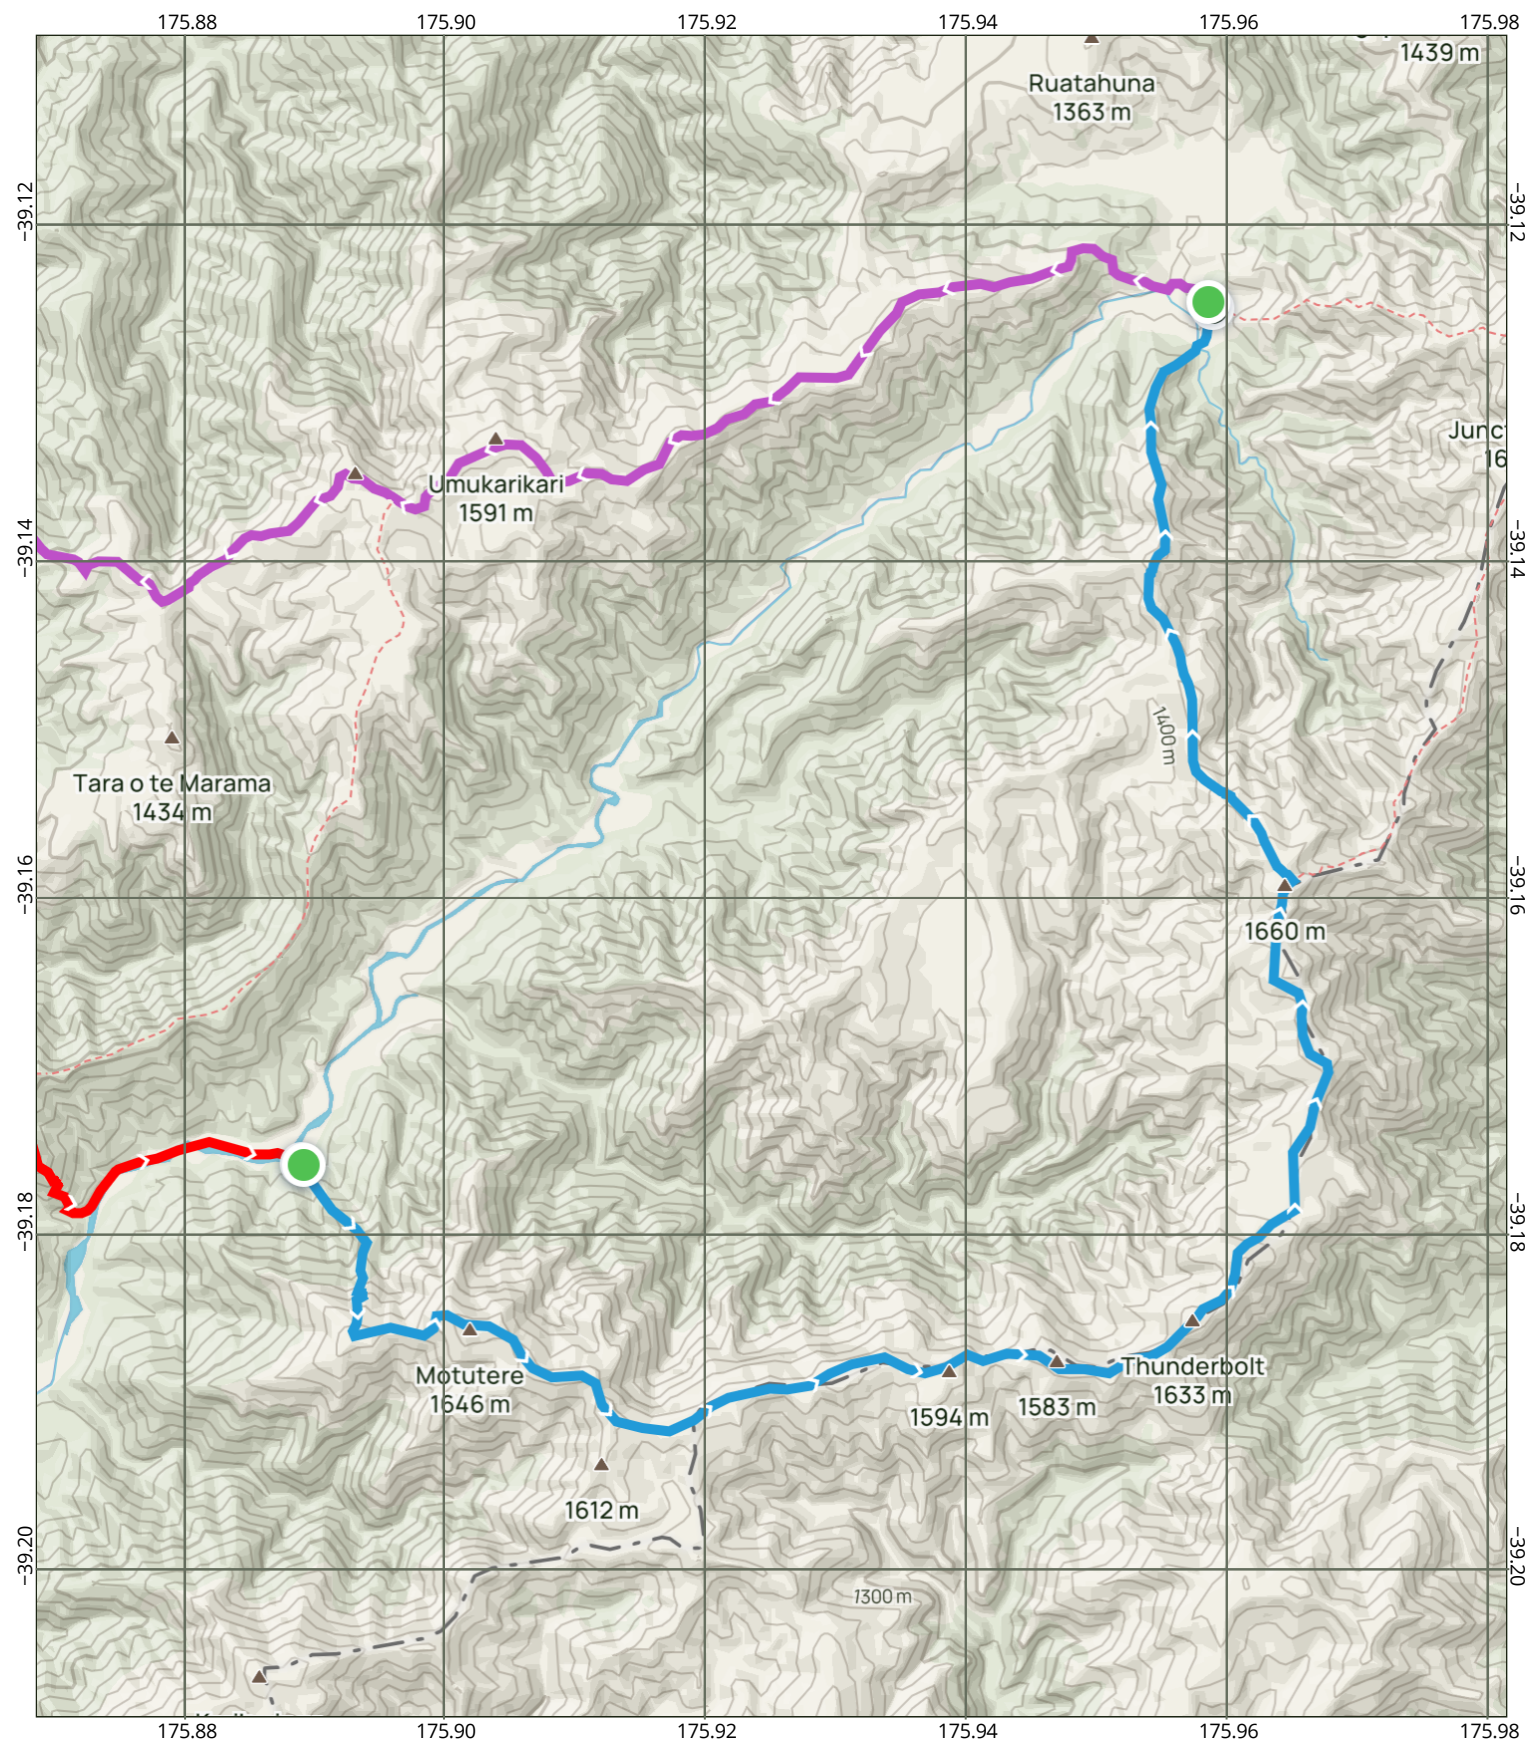 175.88
175.90
175.92
175.94
175.96
175.98
1439 m
Ruatahuna
1363 m
−39.12
−39.12
Junc
16
Umukarikari
1591 m
−39.14
−39.14
1400 m
Tara o te Marama
1434 m
−39.16
−39.16
1660 m
−39.18
−39.18
Motutere
1646 m
Thunderbolt
1633 m
1594 m
1583 m
1612 m
−39.20
−39.20
1300 m
175.88
175.90
175.92
175.94
175.96
175.98